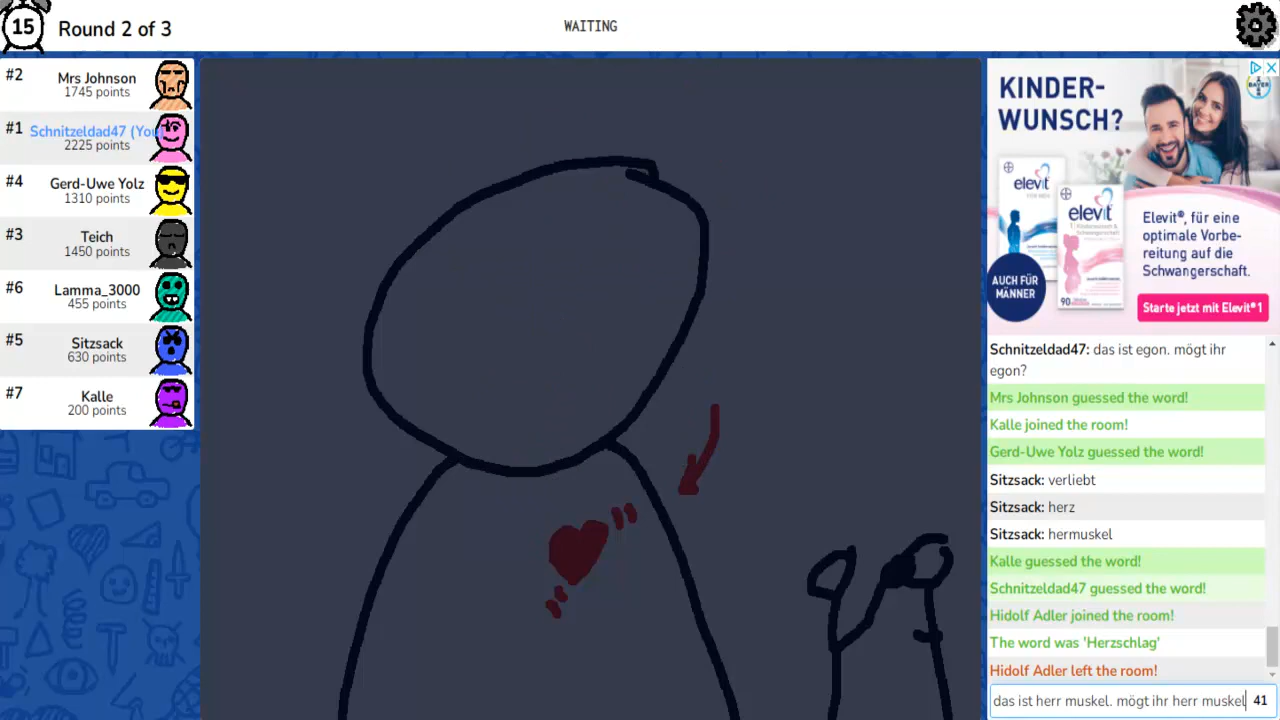 15
Round 2 of 3
WAITING
#2
Mrs Johnson
1745 points
#1
Schnitzeldad47 (You)
2225 points
#4
Gerd-Uwe Yolz
1310 points
#3
Teich
1450 points
#6
Lamma_3000
455 points
#5
Sitzsack
630 points
#7
Kalle
200 points
KINDER-
WUNSCH?
BAYER
elevit
elevit
AUCH FÜR
MÄNNER
90
Elevit®, für eine
optimale Vorbe-
reitung auf die
Schwangerschaft.
Starte jetzt mit Elevit®1
Schnitzeldad47: das ist egon. mögt ihr
egon?
Mrs Johnson guessed the word!
Kalle joined the room!
Gerd-Uwe Yolz guessed the word!
Sitzsack: verliebt
Sitzsack: herz
Sitzsack: hermuskel
Kalle guessed the word!
Schnitzeldad47 guessed the word!
Hidolf Adler joined the room!
The word was 'Herzschlag'
Hidolf Adler left the room!
das ist herr muskel. mögt ihr herr muskel
41